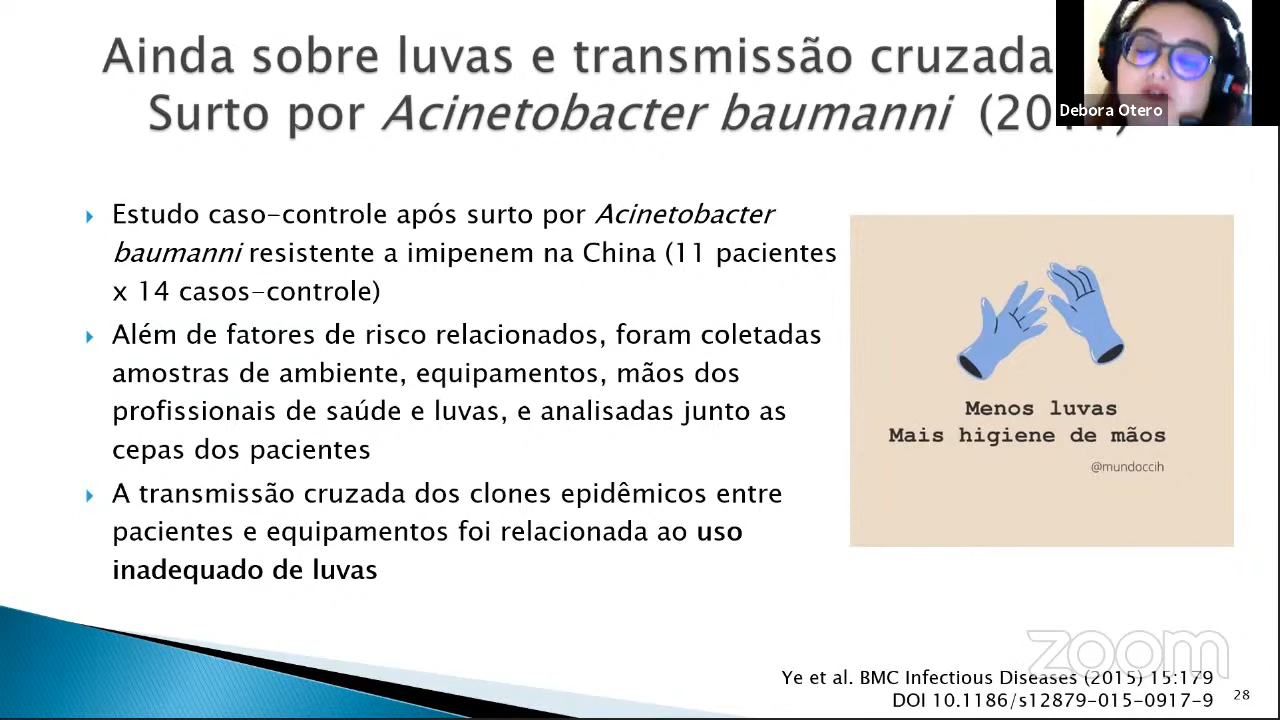 Ainda sobre luvas e transmissão cruzada
Surto por Acinetobacter baumanni
Debora Otero
Estudo caso-controle após surto por Acinetobacter
baumanni resistente a imipenem na China (11 pacientes
x 14 casos-controle)
Além de fatores de risco relacionados, foram coletadas
amostras de ambiente, equipamentos, mãos dos
profissionais de saúde e luvas, e analisadas junto as
cepas dos pacientes
A transmissão cruzada dos clones epidêmicos entre
pacientes e equipamentos foi relacionada ao uso
inadequado de luvas
Menos luvas
Mais higiene de mãos
@mundoccih
zoom
Ye et al. BMC Infectious Diseases (2015) 15:179
DOI 10.1186/s12879-015-0917-9
28